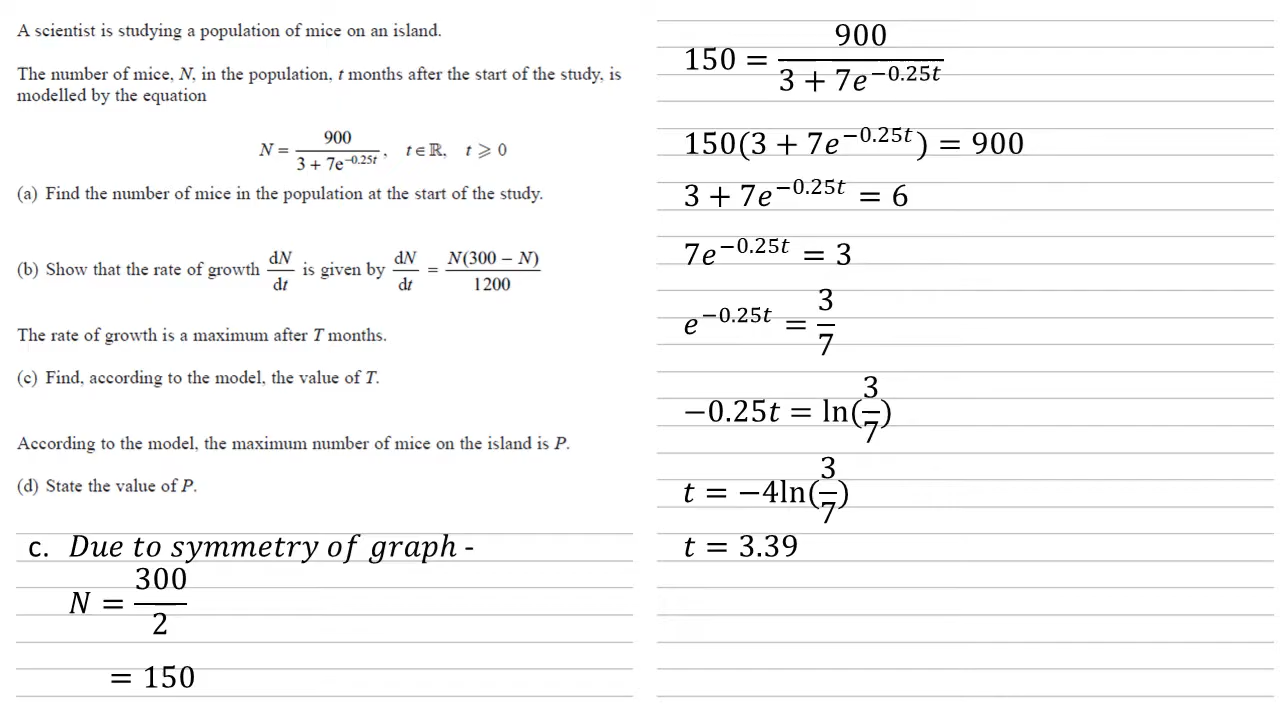 A scientist is studying a population of mice on an island.
The number of mice, N, in the population, t months after the start of the study, is
modelled by the equation
N = 900 / (3 + 7e^(−0.25t)), t ∈ ℝ, t ⩾ 0
(a) Find the number of mice in the population at the start of the study.
(b) Show that the rate of growth dN/dt is given by dN/dt = N(300 − N)/1200
The rate of growth is a maximum after T months.
(c) Find, according to the model, the value of T.
According to the model, the maximum number of mice on the island is P.
(d) State the value of P.
c. Due to symmetry of graph -
N = 300/2
= 150
150 = 900/(3 + 7e^(−0.25t))
150(3 + 7e^(−0.25t)) = 900
3 + 7e^(−0.25t) = 6
7e^(−0.25t) = 3
e^(−0.25t) = 3/7
−0.25t = ln(3/7)
t = −4ln(3/7)
t = 3.39